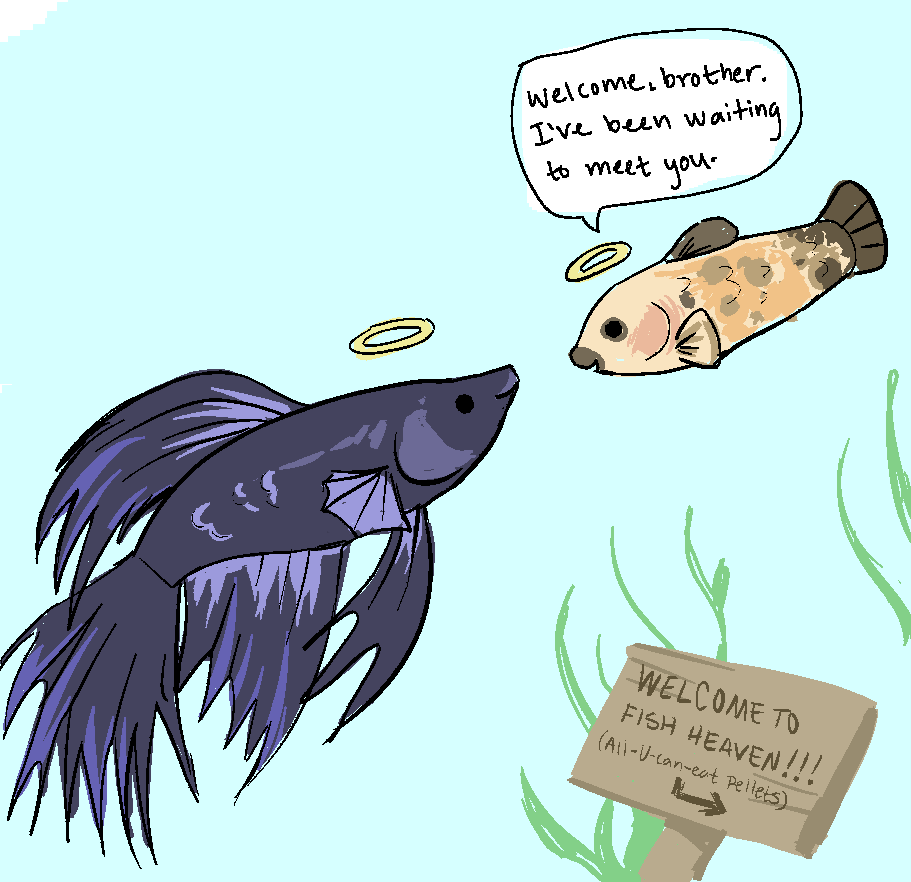 Welcome, brother.
I've been waiting
to meet you.
WELCOME TO
FISH HEAVEN!!!
(All-U-can-eat Pellets)